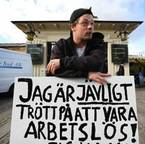 JAG ÄR JÄVLIGT
TRÖTT PÅ ATT VARA
ARBETSLÖS!